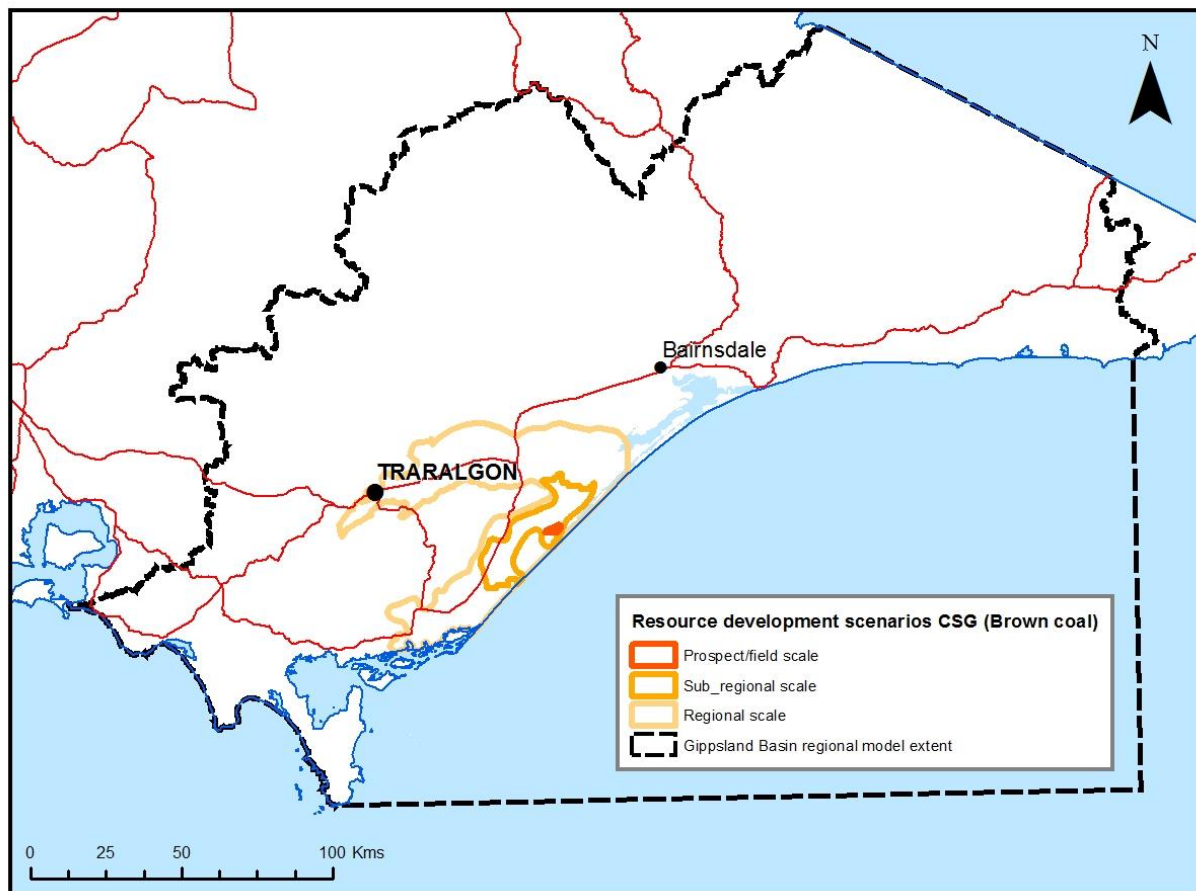 N
Bairnsdale
TRARALGON
Resource development scenarios CSG (Brown coal)
Prospect/field scale
Sub_regional scale
Regional scale
Gippsland Basin regional model extent
0 25 50 100 Kms